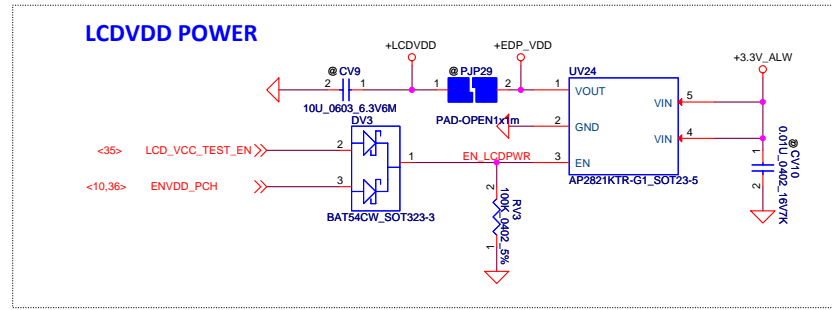 LCDVDD POWER
+LCDVDD
+EDP_VDD
+3.3V_ALW
@CV9
@PJP29
UV24
2
1
1
2
1
VOUT
VIN
5
10U_0603_6.3V6M
PAD-OPEN1x1m
2
GND
VIN
4
DV3
<35>
LCD_VCC_TEST_EN
2
1
EN_LCDPWR
3
EN
AP2821KTR-G1_SOT23-5
<10,36>
ENVDD_PCH
3
BAT54CW_SOT323-3
2
1
RV3
100K_0402_5%
1
2
@CV10
0.01U_0402_16V7K